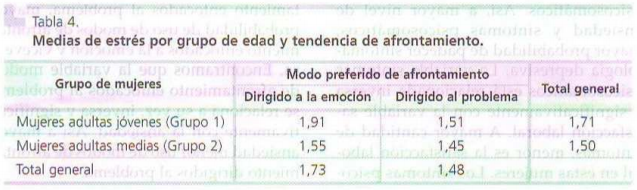 Tabla 4.
Medias de estrés por grupo de edad y tendencia de afrontamiento.
Grupo de mujeres Modo preferido de afrontamiento Total general
Dirigido a la emoción Dirigido al problema
Mujeres adultas jóvenes (Grupo 1) 1,91 1,51 1,71
Mujeres adultas medias (Grupo 2) 1,55 1,45 1,50
Total general 1,73 1,48